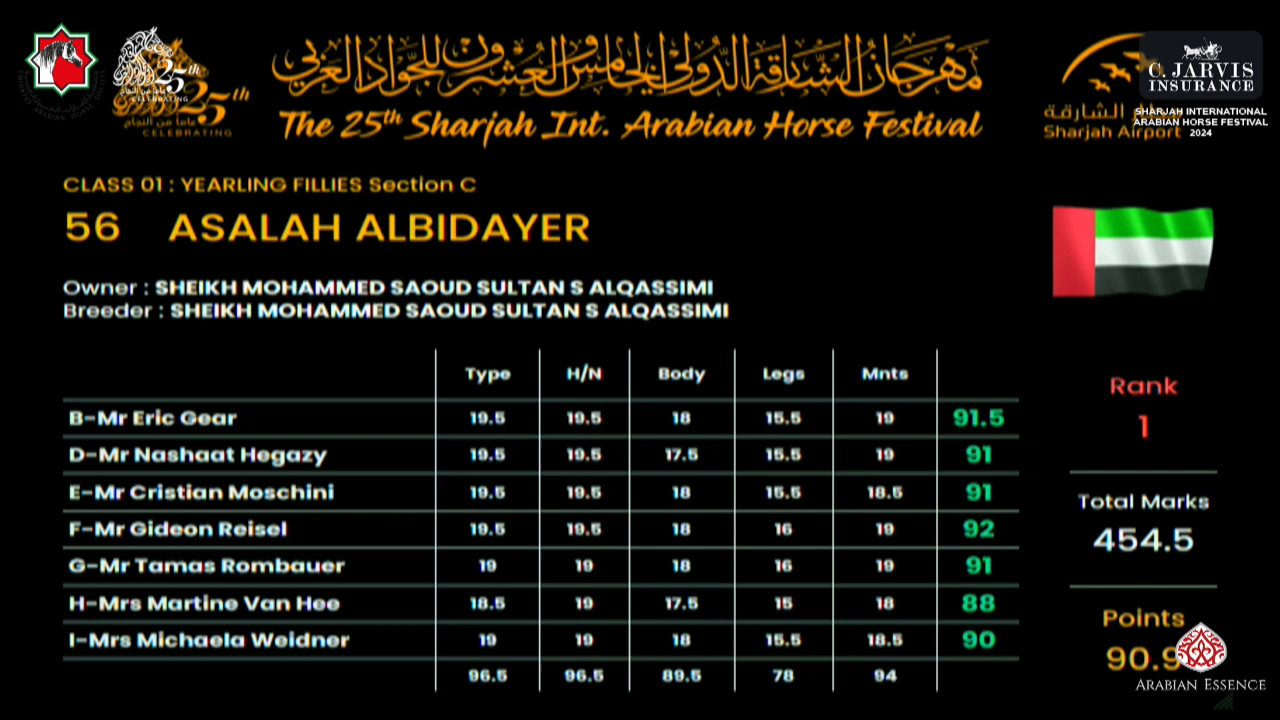 مهرجان الشارقة الدولي الخامس والعشرون للجواد العربي
The 25th Sharjah Int. Arabian Horse Festival
25th
CELEBRATING
25th
عاما من النجاح
CELEBRATING
C. JARVIS
INSURANCE
SHARJAH INTERNATIONAL
ARABIAN HORSE FESTIVAL
2024
الشارقة
Sharjah Airport
CLASS 01 : YEARLING FILLIES Section C
56 ASALAH ALBIDAYER
Owner : SHEIKH MOHAMMED SAOUD SULTAN S ALQASSIMI
Breeder : SHEIKH MOHAMMED SAOUD SULTAN S ALQASSIMI
Type H/N Body Legs Mnts
B-Mr Eric Gear 19.5 19.5 18 15.5 19 91.5
D-Mr Nashaat Hegazy 19.5 19.5 17.5 15.5 19 91
E-Mr Cristian Moschini 19.5 19.5 18 15.5 18.5 91
F-Mr Gideon Reisel 19.5 19.5 18 16 19 92
G-Mr Tamas Rombauer 19 19 18 16 19 91
H-Mrs Martine Van Hee 18.5 19 17.5 15 18 88
I-Mrs Michaela Weidner 19 19 18 15.5 18.5 90
96.5 96.5 89.5 78 94
Rank
1
Total Marks
454.5
Points
90.9
ARABIAN ESSENCE